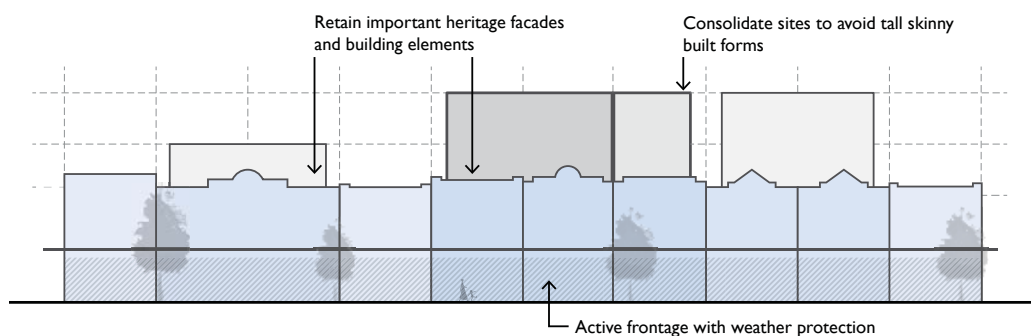 Retain important heritage facades
and building elements
Consolidate sites to avoid tall skinny
built forms
Active frontage with weather protection